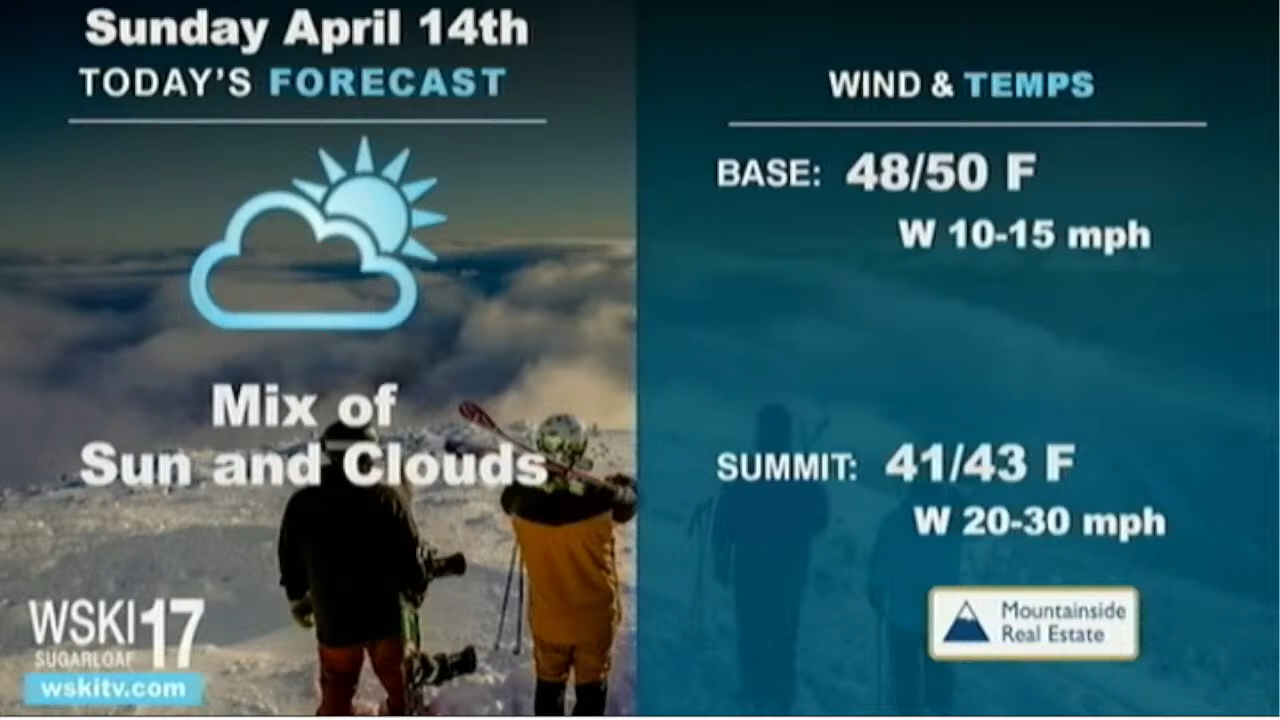 Sunday April 14th
TODAY'S FORECAST
Mix of
Sun and Clouds
WSKI 17
SUGARLOAF
wskitv.com
WIND & TEMPS
BASE: 48/50 F
W 10-15 mph
SUMMIT: 41/43 F
W 20-30 mph
Mountainside
Real Estate